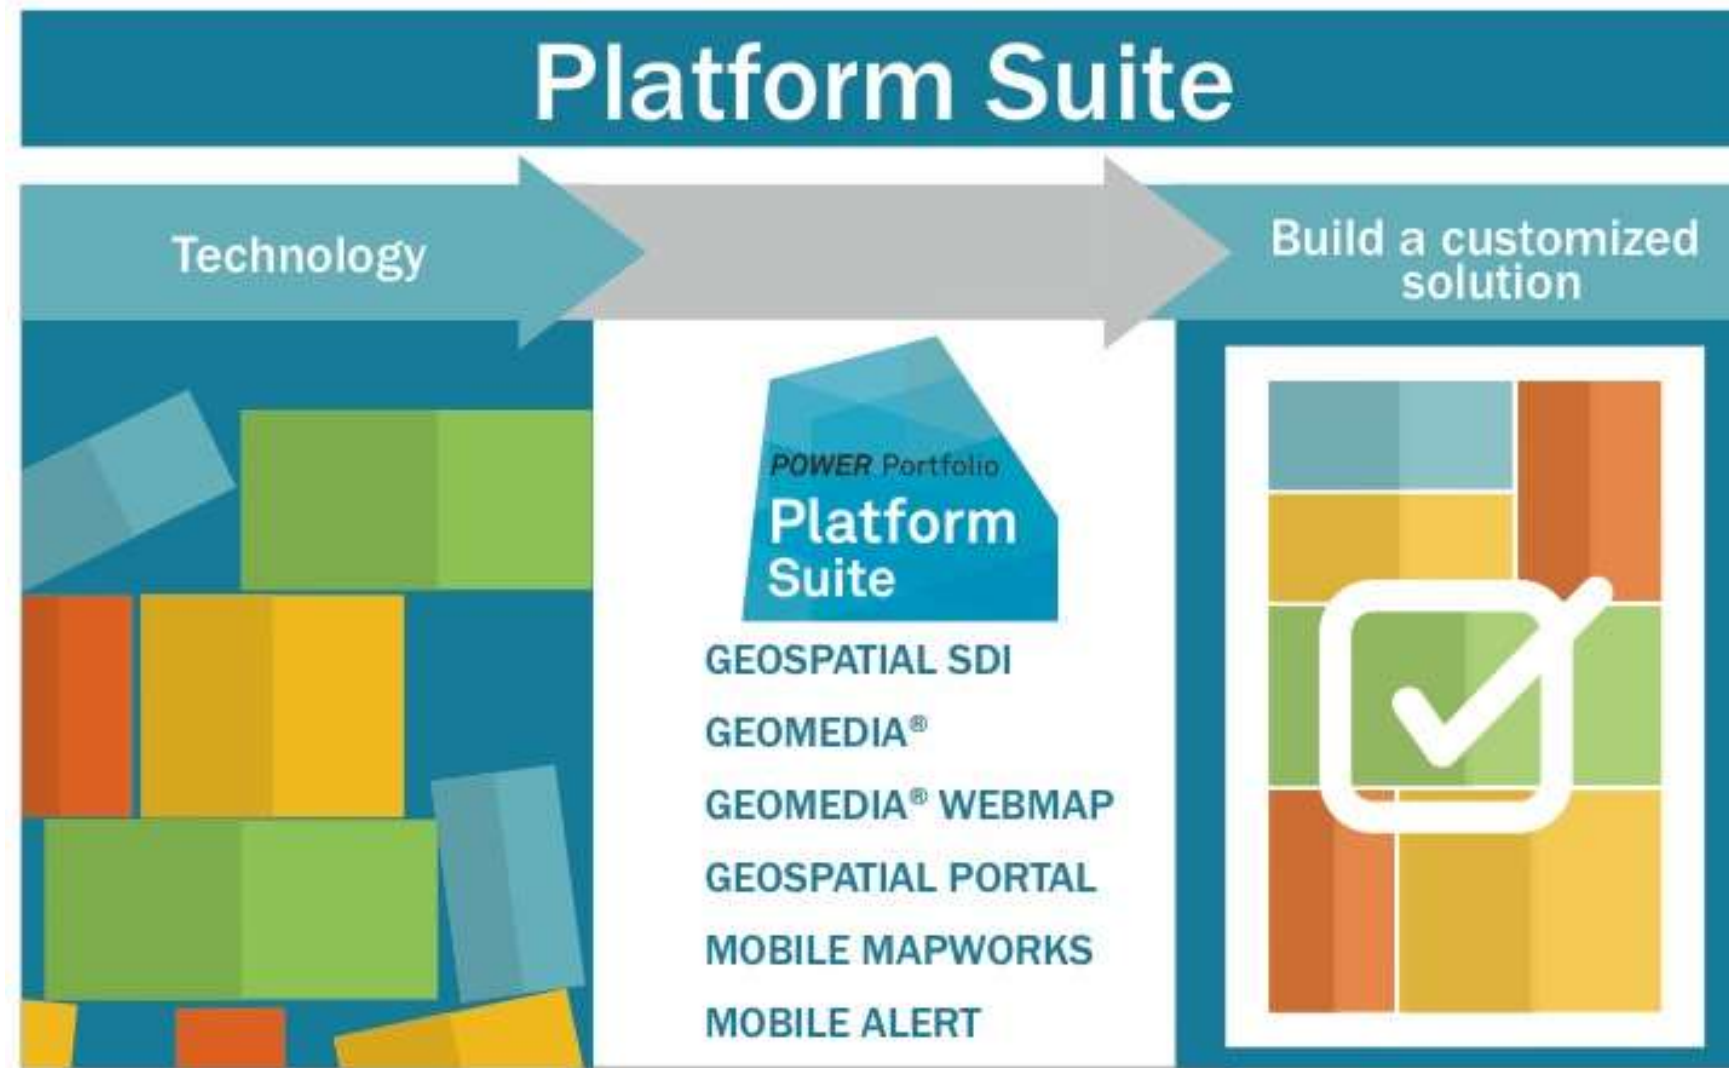 Platform Suite
Technology
Build a customized
solution
POWER Portfolio
Platform
Suite
GEOSPATIAL SDI
GEOMEDIA®
GEOMEDIA® WEBMAP
GEOSPATIAL PORTAL
MOBILE MAPWORKS
MOBILE ALERT